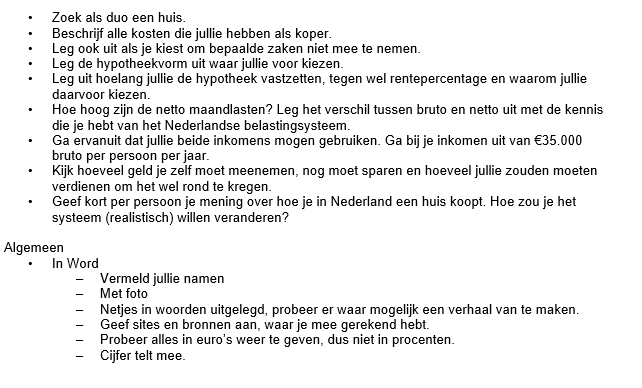 • Zoek als duo een huis.
• Beschrijf alle kosten die jullie hebben als koper.
• Leg ook uit als je kiest om bepaalde zaken niet mee te nemen.
• Leg de hypotheekvorm uit waar jullie voor kiezen.
• Leg uit hoelang jullie de hypotheek vastzetten, tegen wel rentepercentage en waarom jullie
daarvoor kiezen.
• Hoe hoog zijn de netto maandlasten? Leg het verschil tussen bruto en netto uit met de kennis
die je hebt van het Nederlandse belastingsysteem.
• Ga ervanuit dat jullie beide inkomens mogen gebruiken. Ga bij je inkomen uit van €35.000
bruto per persoon per jaar.
• Kijk hoeveel geld je zelf moet meenemen, nog moet sparen en hoeveel jullie zouden moeten
verdienen om het wel rond te kregen.
• Geef kort per persoon je mening over hoe je in Nederland een huis koopt. Hoe zou je het
systeem (realistisch) willen veranderen?
Algemeen
• In Word
– Vermeld jullie namen
– Met foto
– Netjes in woorden uitgelegd, probeer er waar mogelijk een verhaal van te maken.
– Geef sites en bronnen aan, waar je mee gerekend hebt.
– Probeer alles in euro's weer te geven, dus niet in procenten.
– Cijfer telt mee.